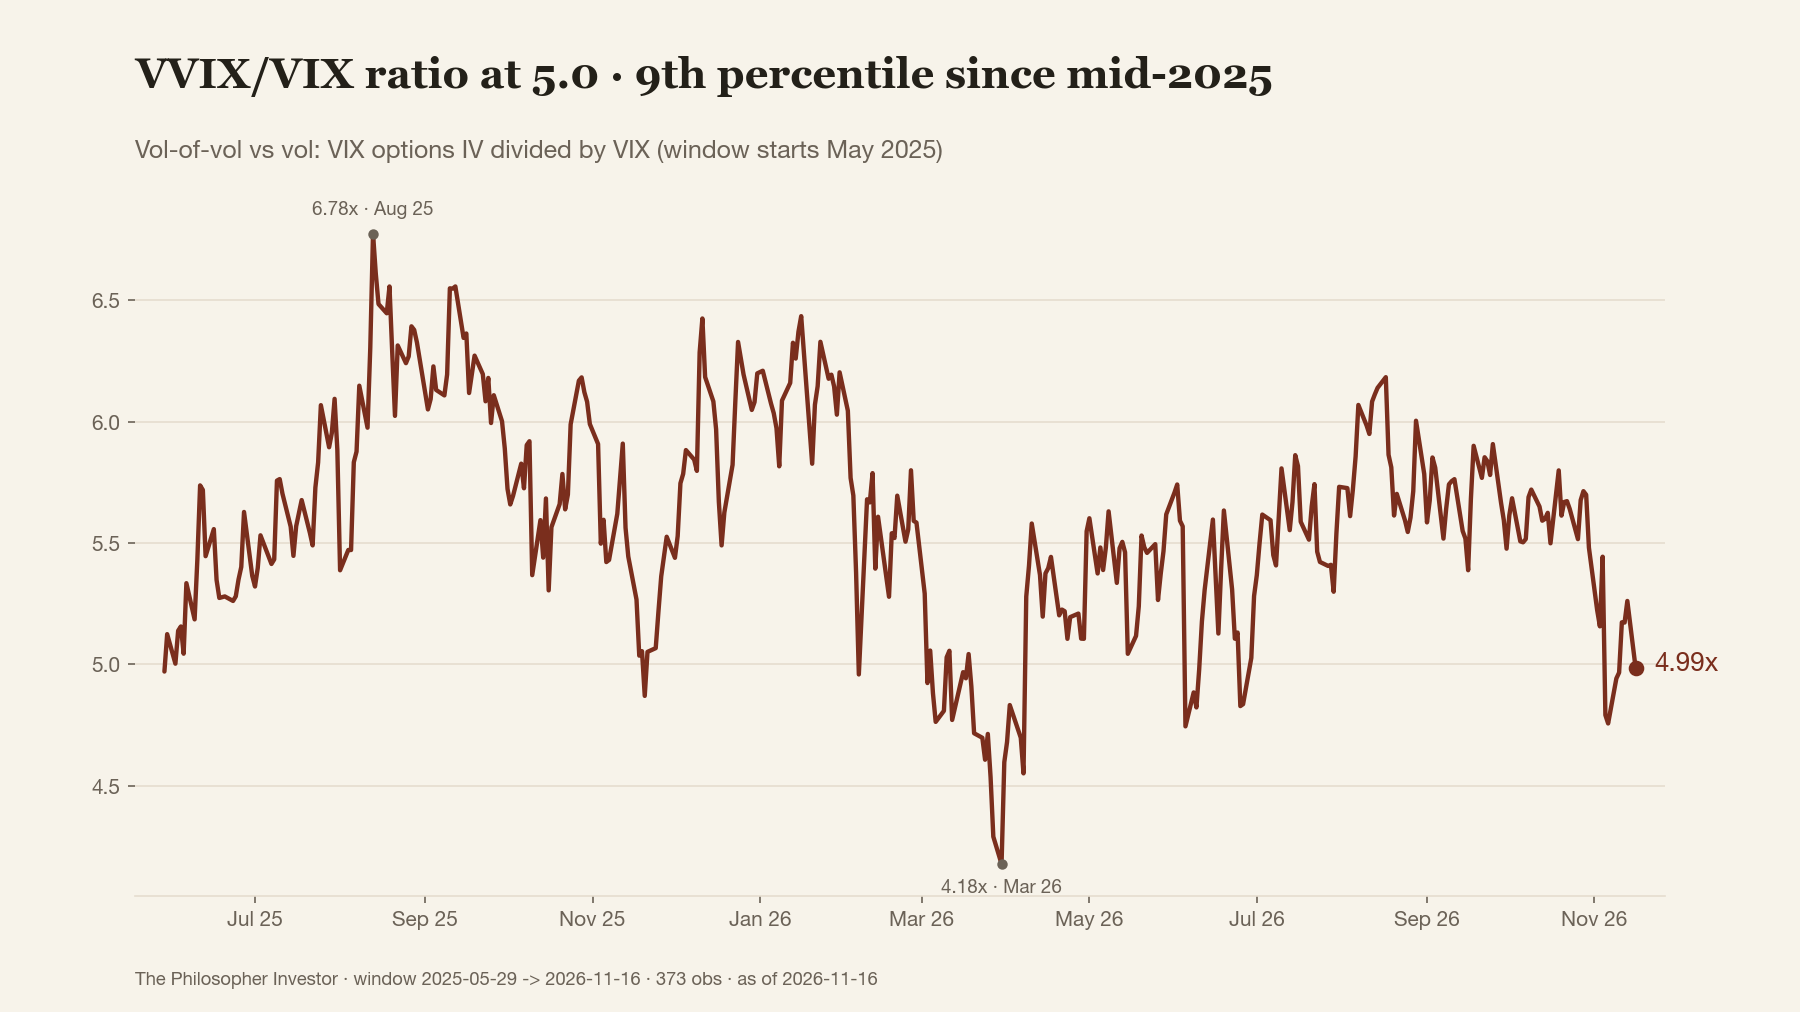 VVIX/VIX ratio at 5.0 · 9th percentile since mid-2025
Vol-of-vol vs vol: VIX options IV divided by VIX (window starts May 2025)
6.78x · Aug 25
6.5
6.0
5.5
5.0
4.99x
4.5
4.18x · Mar 26
Jul 25 Sep 25 Nov 25 Jan 26 Mar 26 May 26 Jul 26 Sep 26 Nov 26
The Philosopher Investor · window 2025-05-29 -> 2026-11-16 · 373 obs · as of 2026-11-16